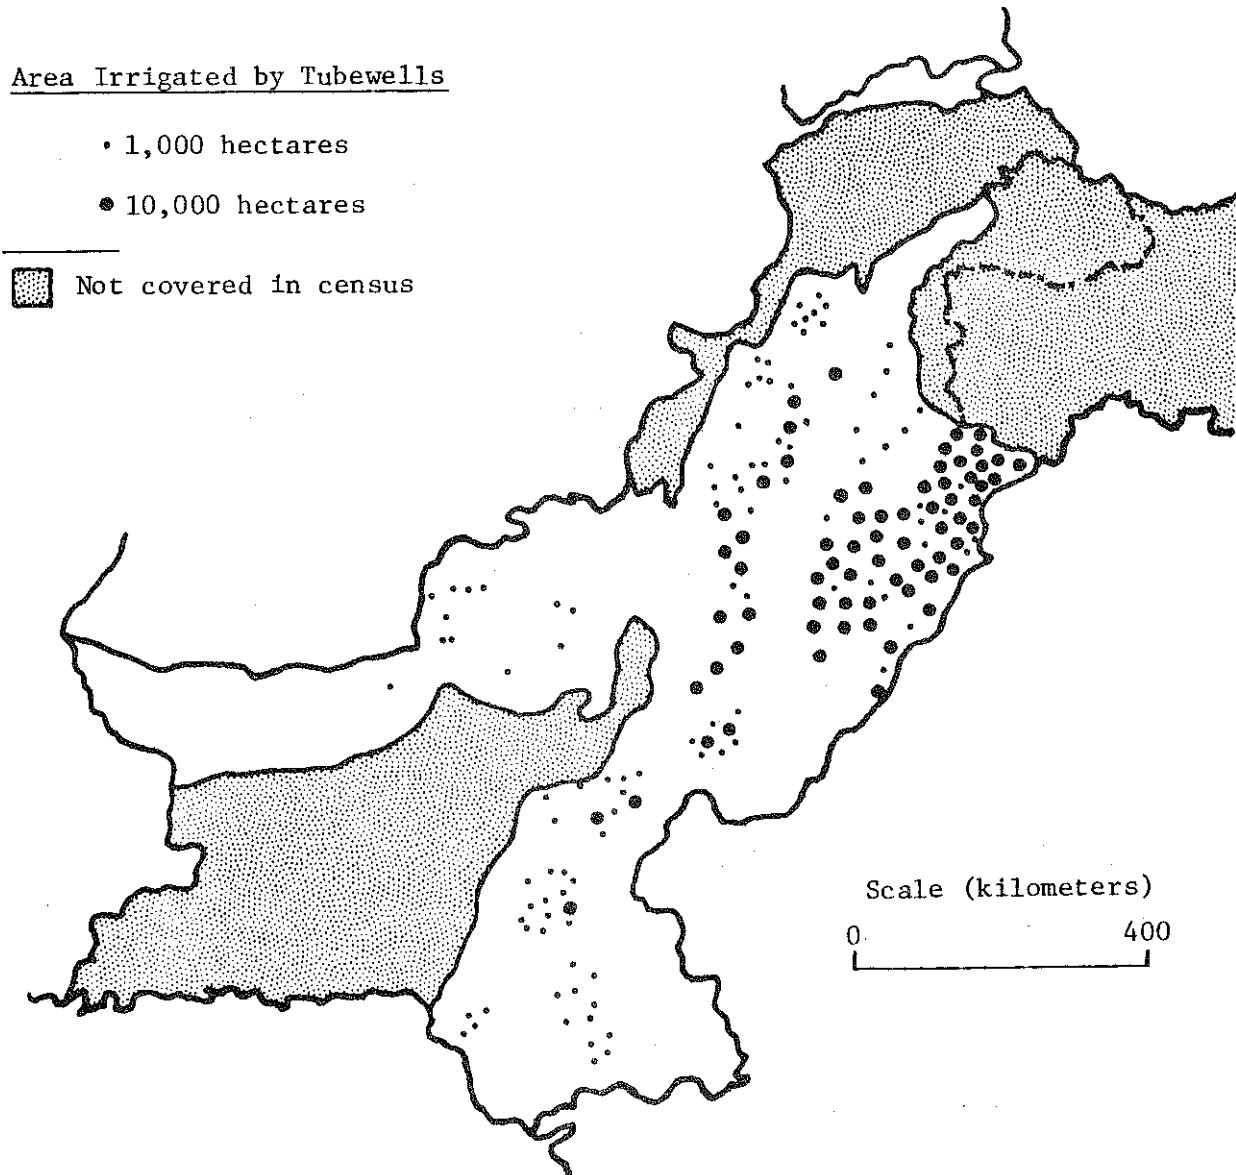 Area Irrigated by Tubewells
1,000 hectares
10,000 hectares
Not covered in census
Scale (kilometers)
0 400